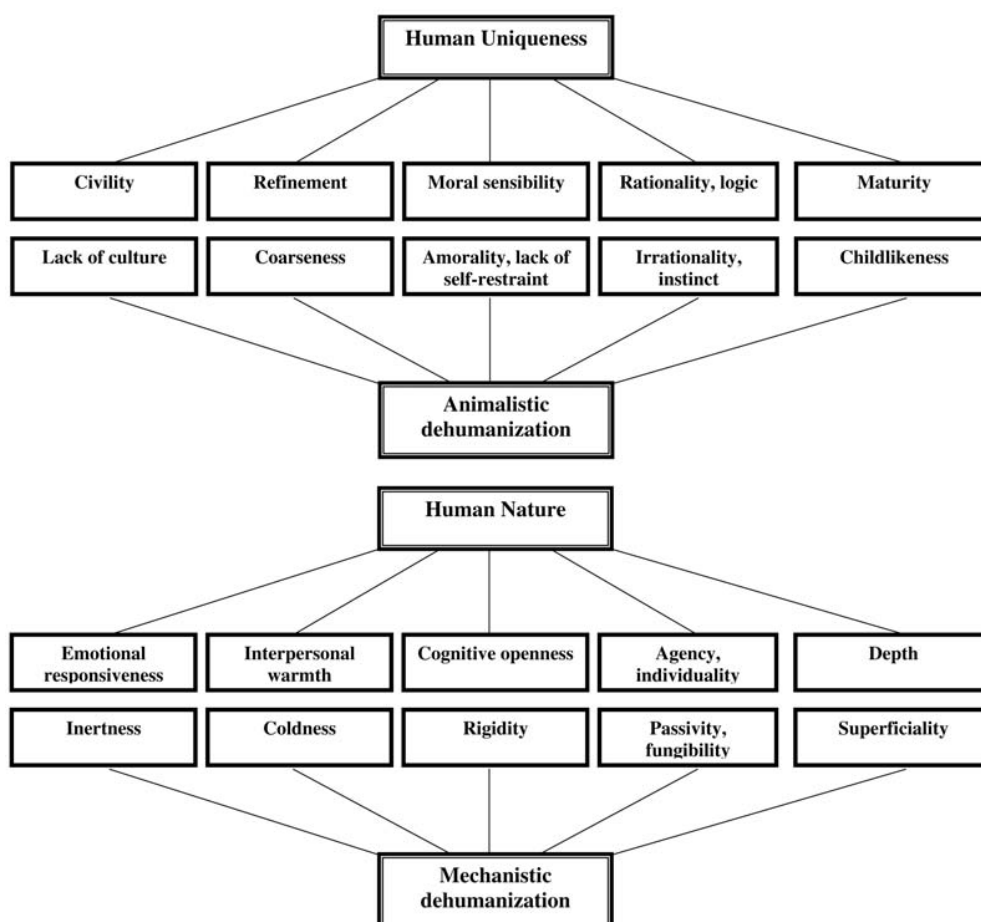 Human Uniqueness
Civility
Refinement
Moral sensibility
Rationality, logic
Maturity
Lack of culture
Coarseness
Amorality, lack of
self-restraint
Irrationality,
instinct
Childlikeness
Animalistic
dehumanization
Human Nature
Emotional
responsiveness
Interpersonal
warmth
Cognitive openness
Agency,
individuality
Depth
Inertness
Coldness
Rigidity
Passivity,
fungibility
Superficiality
Mechanistic
dehumanization